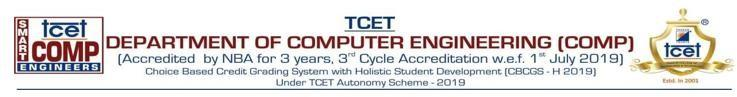 SMART
tcet
COMP
ENGINEERS
TCET
DEPARTMENT OF COMPUTER ENGINEERING (COMP)
[Accredited by NBA for 3 years, 3rd Cycle Accreditation w.e.f. 1st July 2019]
Choice Based Credit Grading System with Holistic Student Development [CBCGS - H 2019]
Under TCET Autonomy Scheme - 2019
tcet
Estd. in 2001